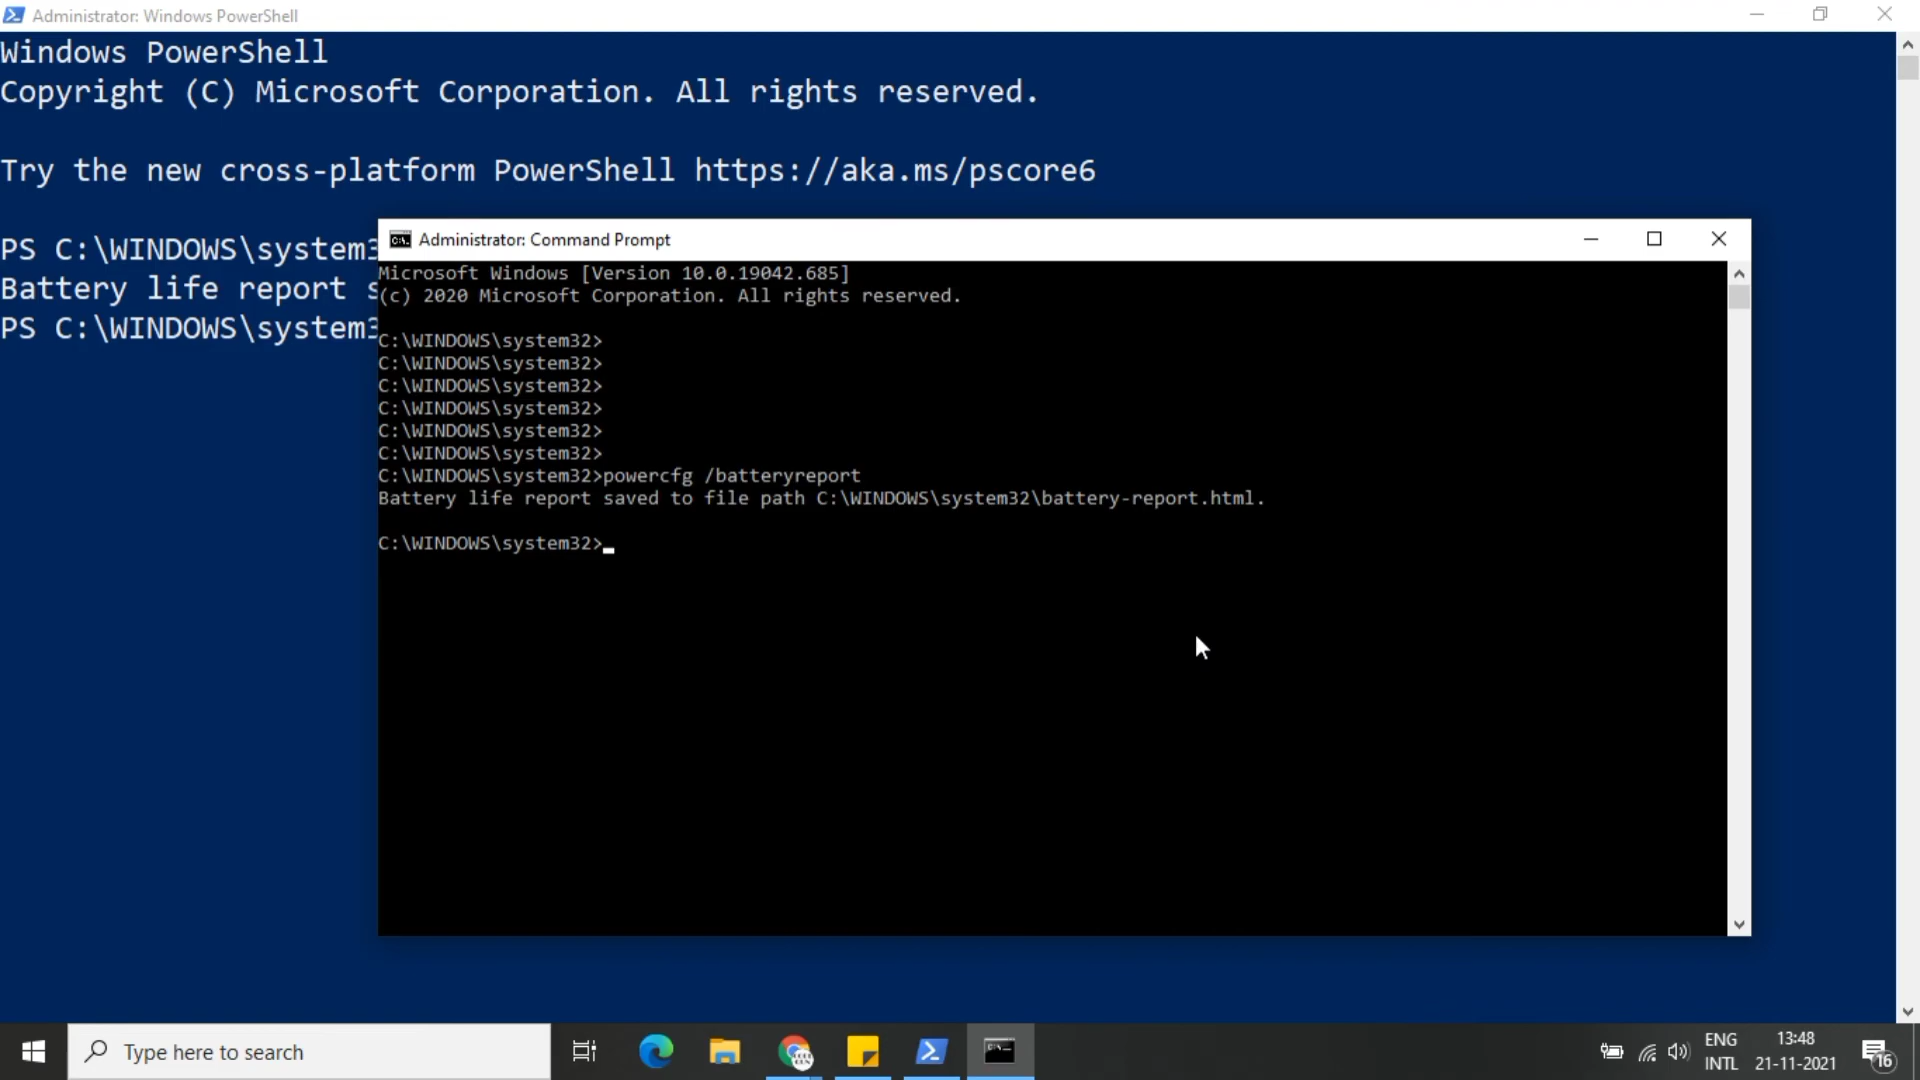 Administrator: Windows PowerShell
Windows PowerShell
Copyright (C) Microsoft Corporation. All rights reserved.
Try the new cross-platform PowerShell https://aka.ms/pscore6
PS C:\WINDOWS\system3
Battery life report s
PS C:\WINDOWS\system3
Administrator: Command Prompt
Microsoft Windows [Version 10.0.19042.685]
(c) 2020 Microsoft Corporation. All rights reserved.
C:\WINDOWS\system32>
C:\WINDOWS\system32>
C:\WINDOWS\system32>
C:\WINDOWS\system32>
C:\WINDOWS\system32>
C:\WINDOWS\system32>
C:\WINDOWS\system32>powercfg /batteryreport
Battery life report saved to file path C:\WINDOWS\system32\battery-report.html.
C:\WINDOWS\system32>
Type here to search
ENG
INTL
13:48
21-11-2021
16